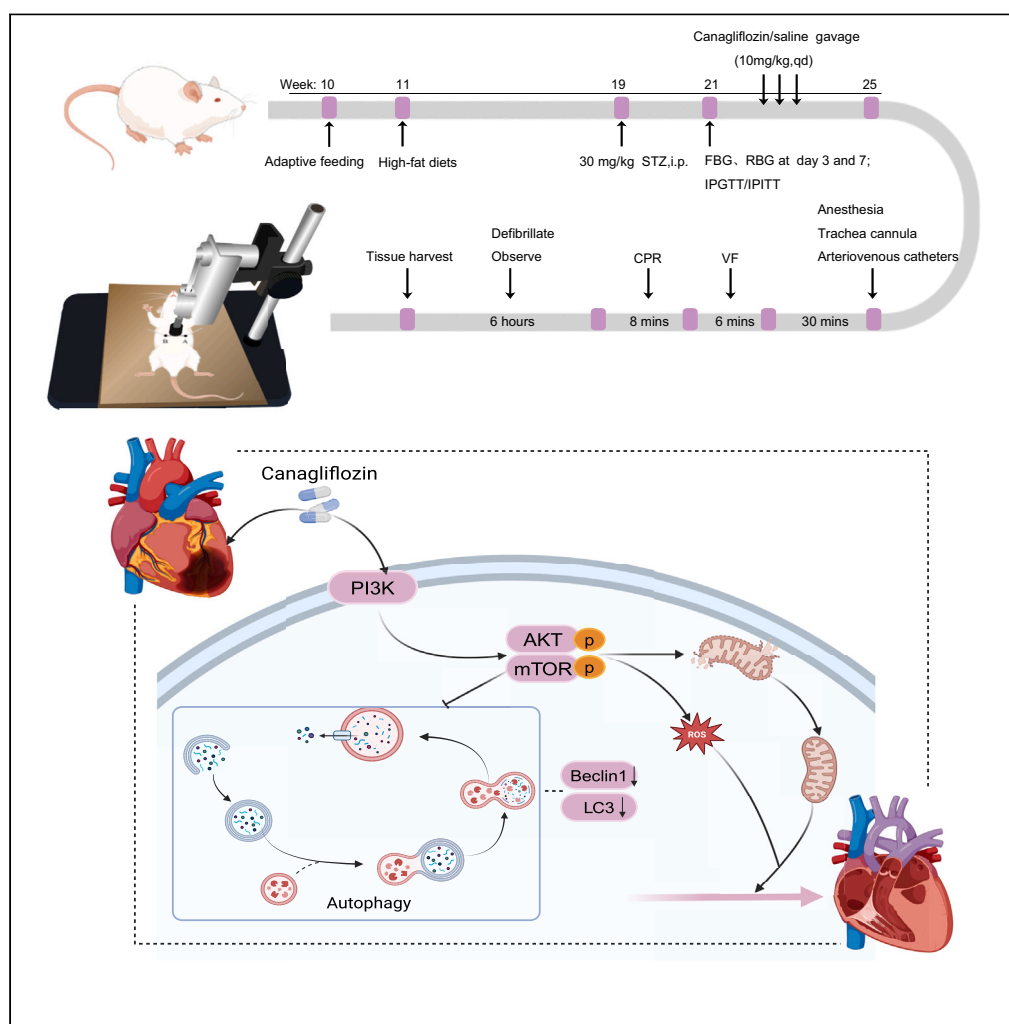 Canagliflozin/saline gavage
(10mg/kg,qd)
Week: 10 11 19 21 25
Adaptive feeding
High-fat diets
30 mg/kg STZ,i.p.
FBG、RBG at day 3 and 7;
IPGTT/IPITT
Anesthesia
Trachea cannula
Arteriovenous catheters
Defibrillate
Observe
Tissue harvest
CPR
VF
6 hours
8 mins
6 mins
30 mins
B A
Canagliflozin
PI3K
AKT p
mTOR p
ROS
Beclin1
LC3
Autophagy